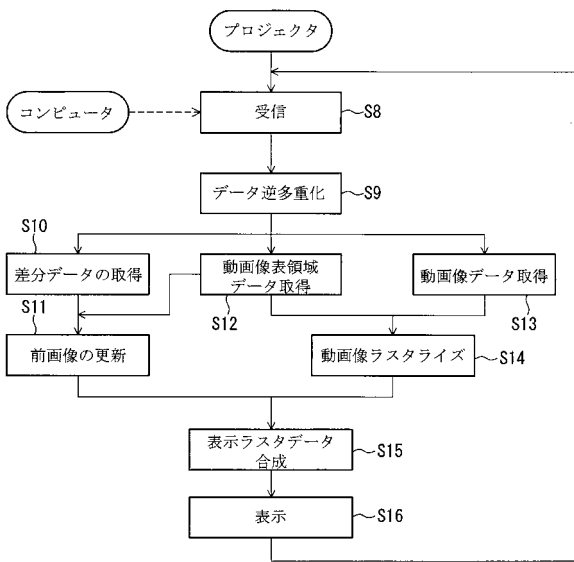 プロジェクタ
コンピュータ
受信
S8
データ逆多重化
S9
S10
差分データの取得
動画像表領域
データ取得
S12
動画像データ取得
S13
S11
前画像の更新
動画像ラスタライズ
S14
表示ラスタデータ
合成
S15
表示
S16